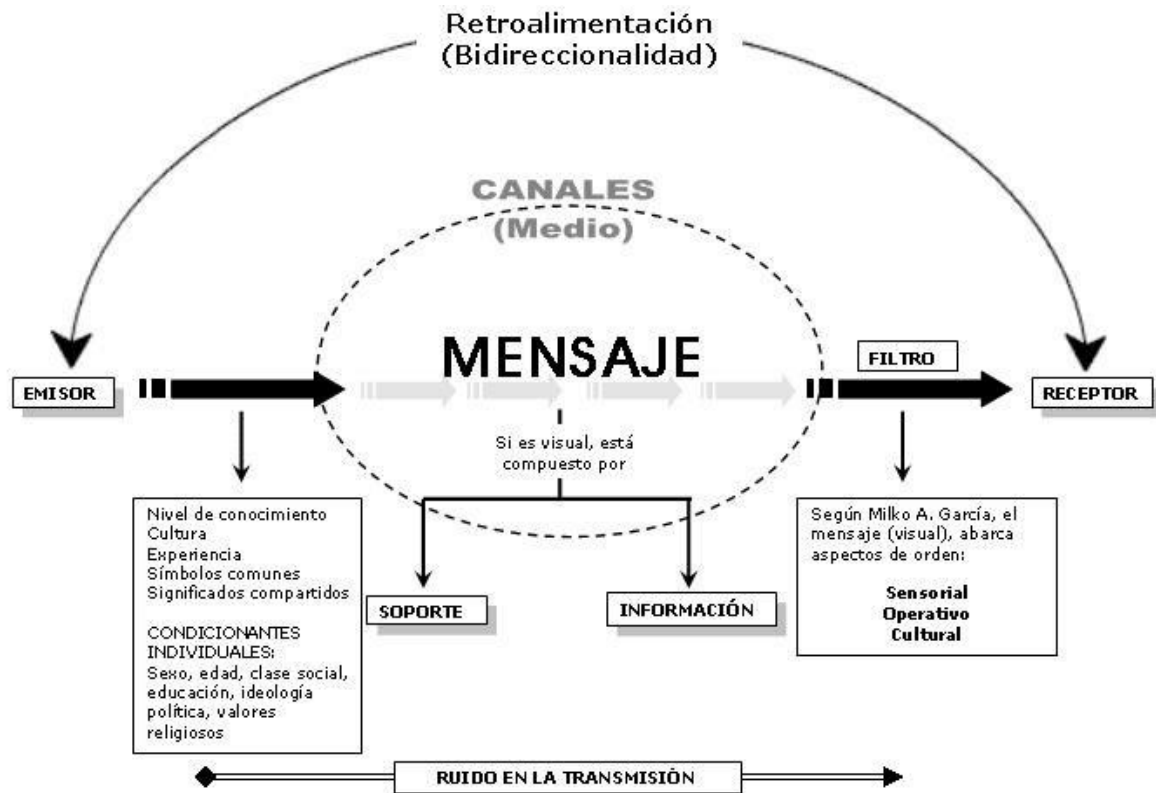 Retroalimentación
(Bidireccionalidad)
CANALES
(Medio)
MENSAJE
FILTRO
EMISOR
RECEPTOR
Si es visual, está
compuesto por
Nivel de conocimiento
Cultura
Experiencia
Símbolos comunes
Significados compartidos
CONDICIONANTES
INDIVIDUALES:
Sexo, edad, clase social,
educación, ideología
política, valores
religiosos
SOPORTE
INFORMACIÓN
Según Milko A. García, el
mensaje (visual), abarca
aspectos de orden:
Sensorial
Operativo
Cultural
RUIDO EN LA TRANSMISIÓN